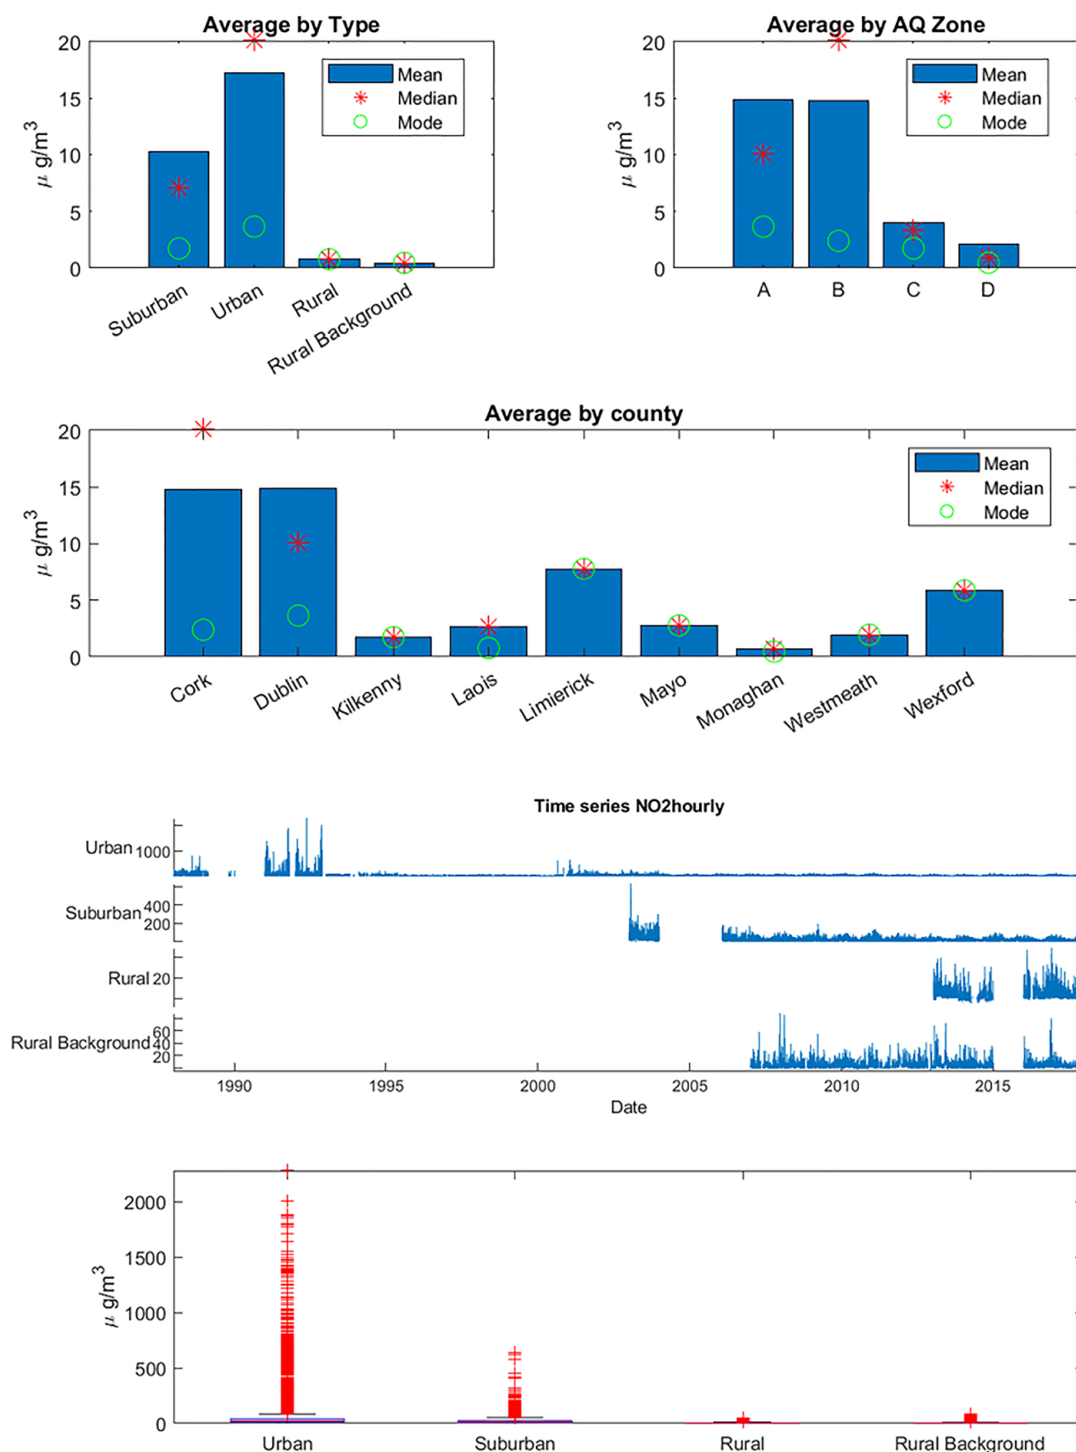 Average by Type
20
15
10
5
0
μ g/m3
Mean
Median
Mode
Suburban
Urban
Rural
Rural Background
Average by AQ Zone
20
15
10
5
0
μ g/m3
Mean
Median
Mode
A
B
C
D
Average by county
20
15
10
5
0
μ g/m3
Mean
Median
Mode
Cork
Dublin
Kilkenny
Laois
Limierick
Mayo
Monaghan
Westmeath
Wexford
Time series NO2hourly
Urban 1000
Suburban 400
200
Rural 20
Rural Background 60
40
20
1990 1995 2000 2005 2010 2015
Date
2000
1500
1000
500
0
μ g/m3
Urban Suburban Rural Rural Background